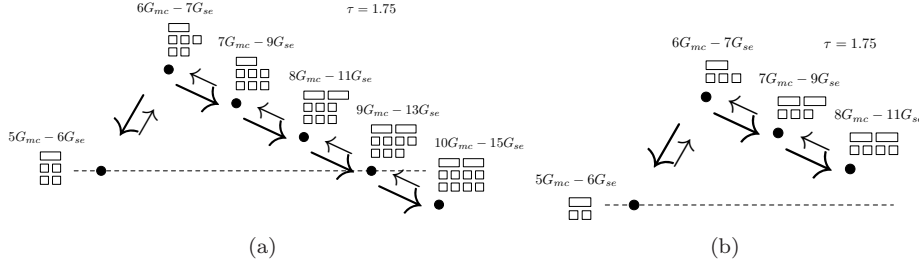 6G_{mc} − 7G_{se}
τ = 1.75
7G_{mc} − 9G_{se}
8G_{mc} − 11G_{se}
9G_{mc} − 13G_{se}
5G_{mc} − 6G_{se}
10G_{mc} − 15G_{se}
(a)
6G_{mc} − 7G_{se}
τ = 1.75
7G_{mc} − 9G_{se}
8G_{mc} − 11G_{se}
5G_{mc} − 6G_{se}
(b)